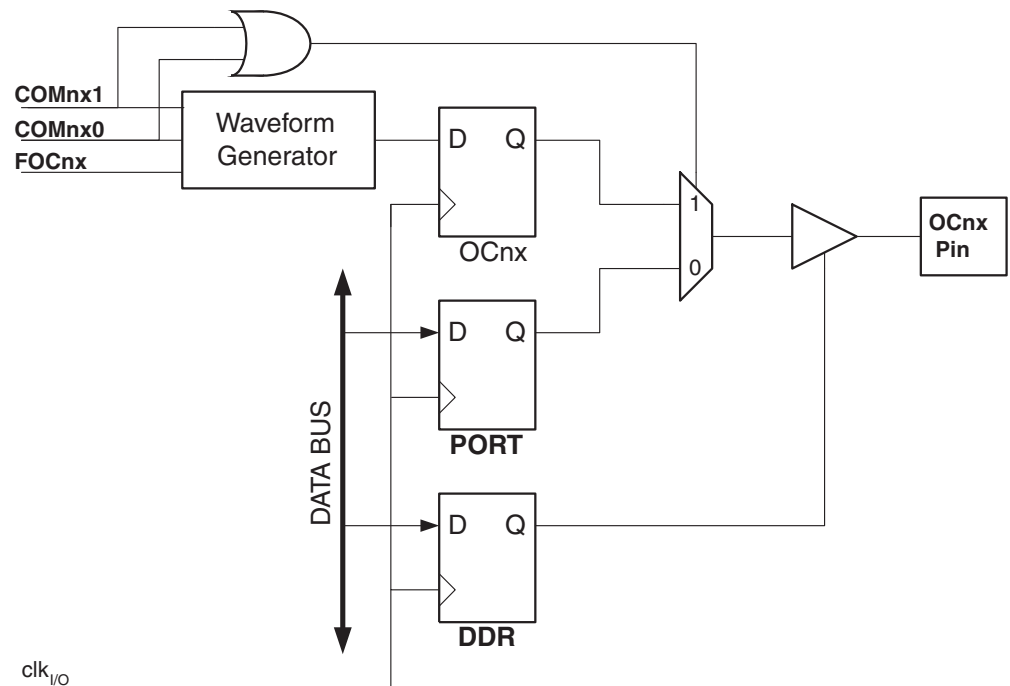 COMnx1
COMnx0
FOCnx
Waveform
Generator
D Q
OCnx
1
0
OCnx
Pin
D Q
PORT
DATA BUS
D Q
DDR
clkI/O